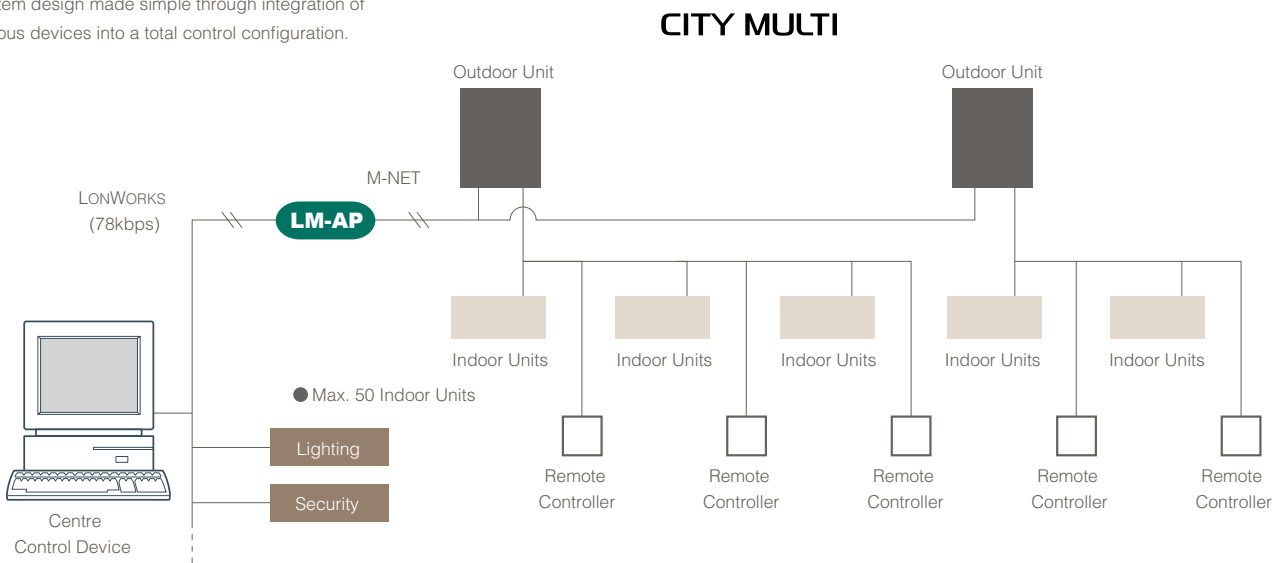 design made simple through integration of
devices into a total control configuration.
CITY MULTI
Outdoor Unit
Outdoor Unit
M-NET
LONWORKS
(78kbps)
LM-AP
Indoor Units
Indoor Units
Indoor Units
Indoor Units
Indoor Units
● Max. 50 Indoor Units
Lighting
Security
Remote
Controller
Remote
Controller
Remote
Controller
Remote
Controller
Remote
Controller
Centre
Control Device